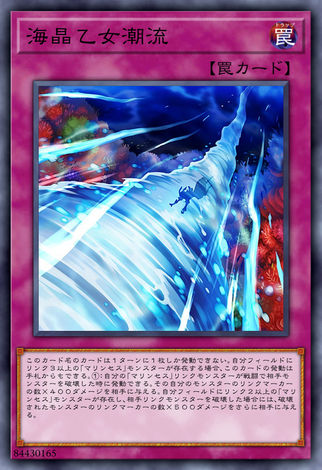 海晶乙女潮流
トラップ
罠
【罠カード】
このカード名のカードは1ターンに1枚しか発動できない。自分フィールドに
リンク3以上の「マリンセス」モンスターが存在する場合、このカードの発動は
手札からもできる。①：自分の「マリンセス」リンクモンスターが戦闘で相手モ
ンスターを破壊した時に発動できる。その自分のモンスターのリンクマーカー
の数×400ダメージを相手に与える。自分フィールドにリンク2以上の「マリ
ンセス」モンスターが存在し、相手リンクモンスターを破壊した場合には、破壊
されたモンスターのリンクマーカーの数×500ダメージをさらに相手に与え
る。
84430165